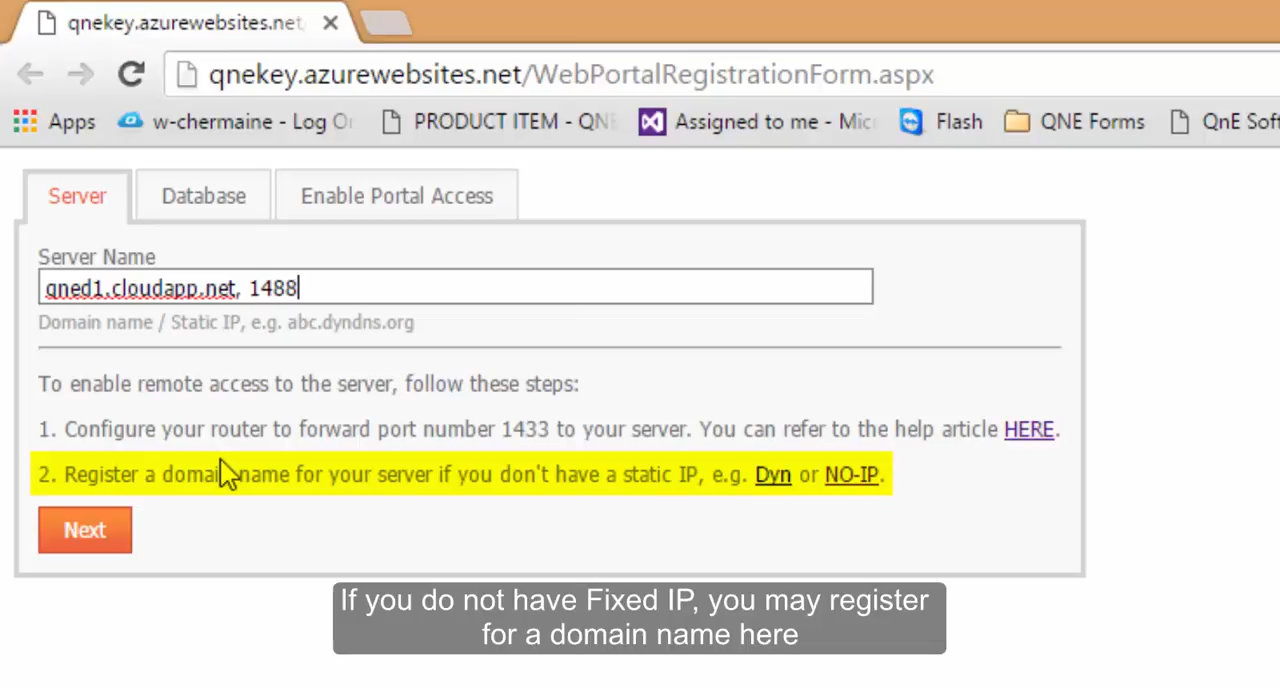 qnekey.azurewebsites.net
qnekey.azurewebsites.net/WebPortalRegistrationForm.aspx
Apps w-chermaine - Log O PRODUCT ITEM - QNE Assigned to me - Mic Flash QNE Forms QnE Soft
Server Database Enable Portal Access
Server Name
qned1.cloudapp.net, 1488
Domain name / Static IP, e.g. abc.dyndns.org
To enable remote access to the server, follow these steps:
1. Configure your router to forward port number 1433 to your server. You can refer to the help article HERE.
2. Register a domain name for your server if you don't have a static IP, e.g. Dyn or NO-IP.
Next
If you do not have Fixed IP, you may register
for a domain name here